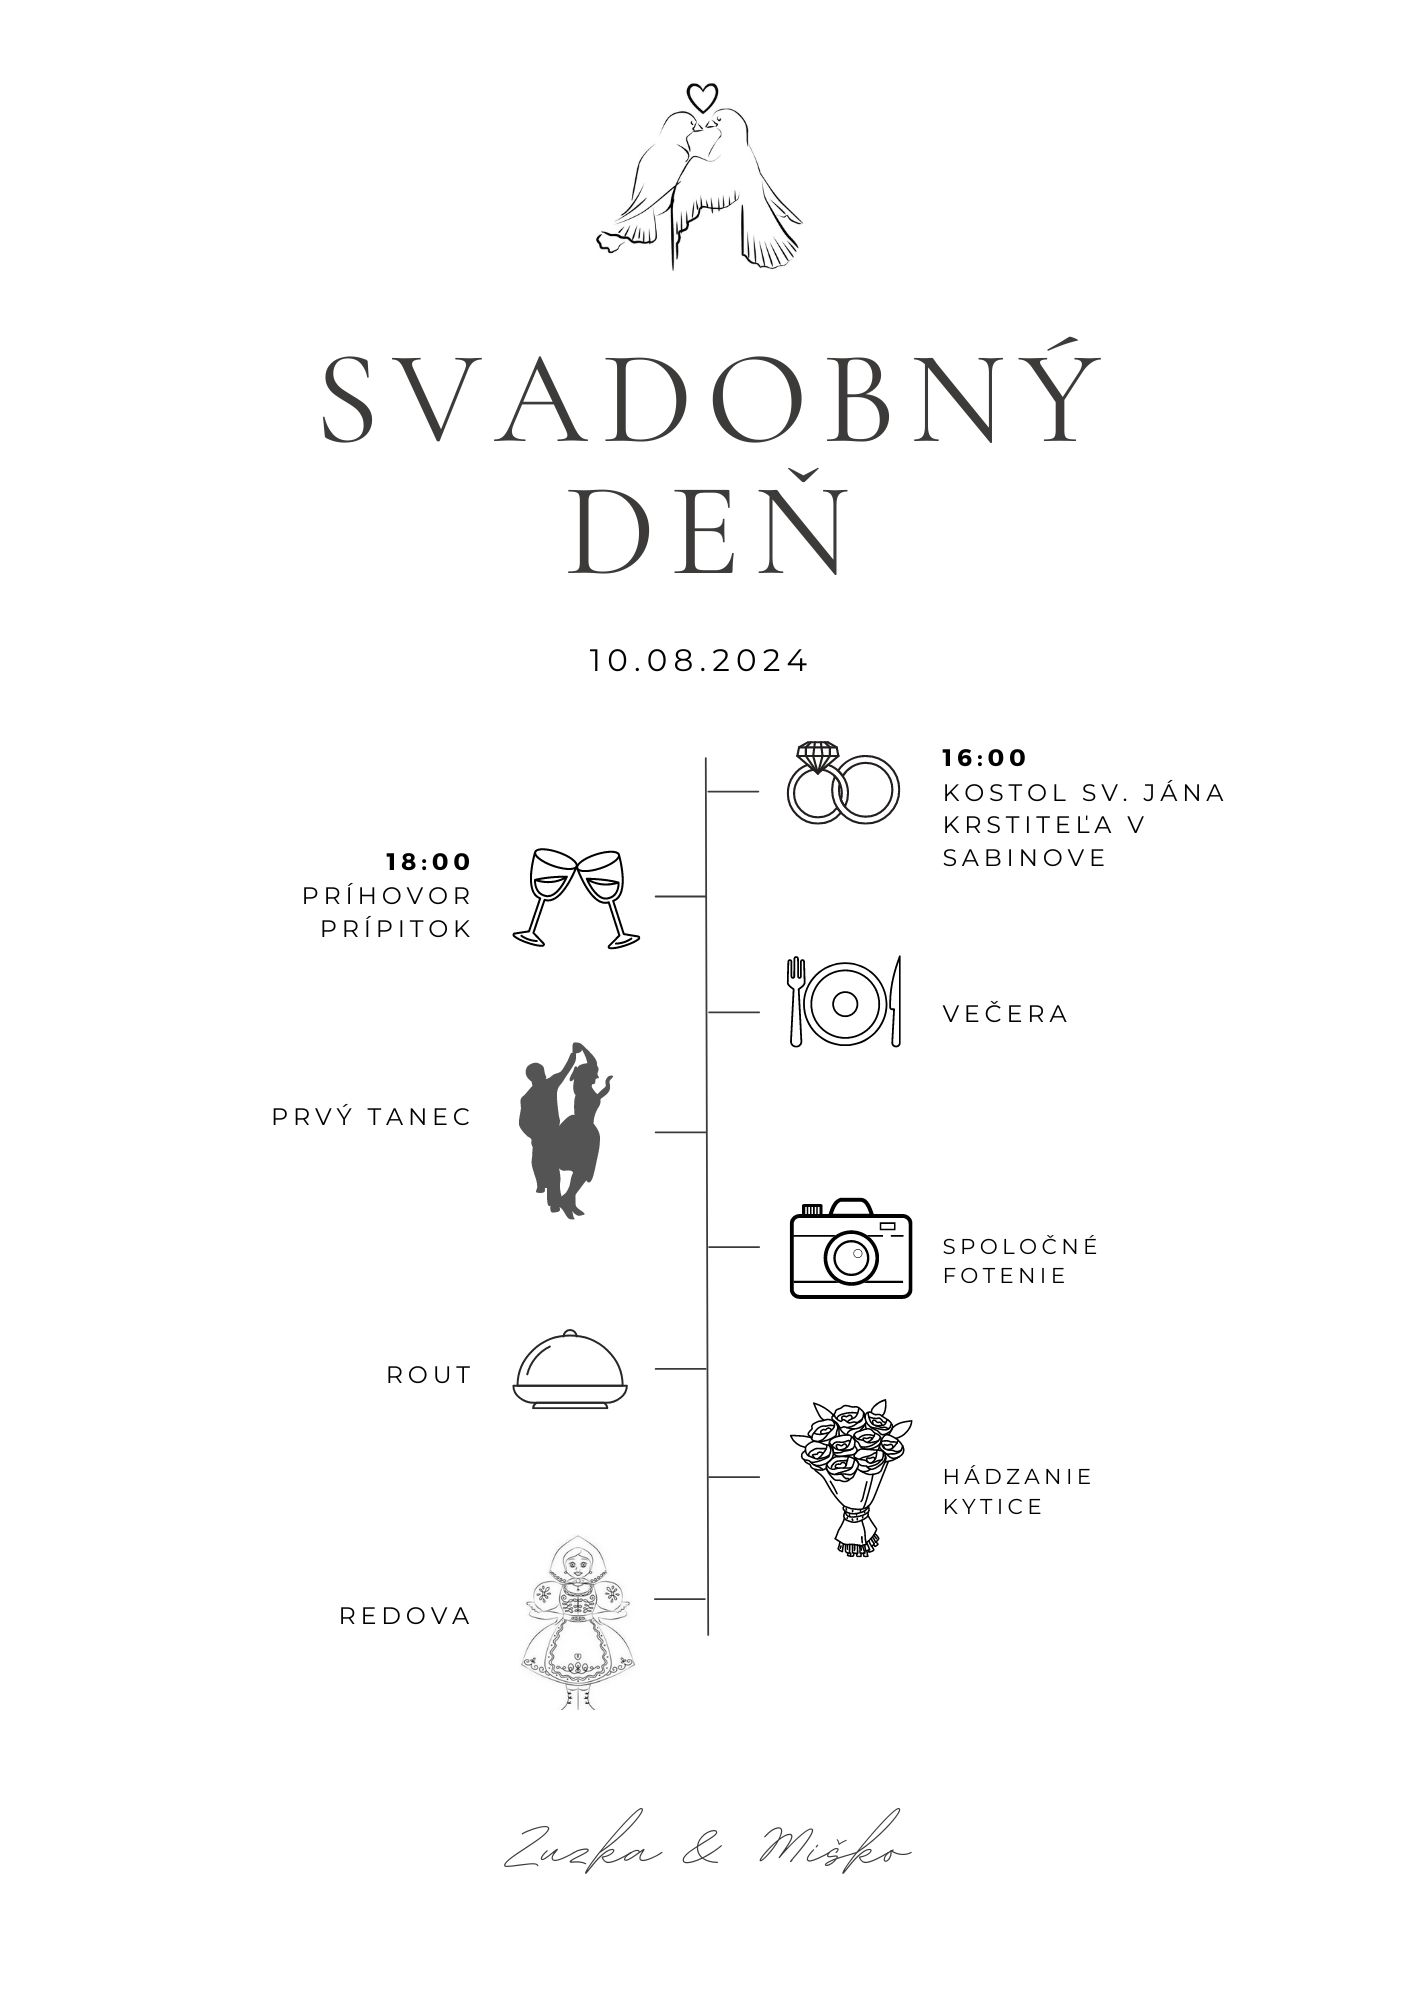 SVADOBNÝ
DEŇ
10.08.2024
16:00
KOSTOL SV. JÁNA
KRSTITEĽA V
SABINOVE
18:00
PRÍHOVOR
PRÍPITOK
VEČERA
PRVÝ TANEC
SPOLOČNÉ
FOTENIE
ROUT
HÁDZANIE
KYTICE
REDOVA
Zuzka & Miško